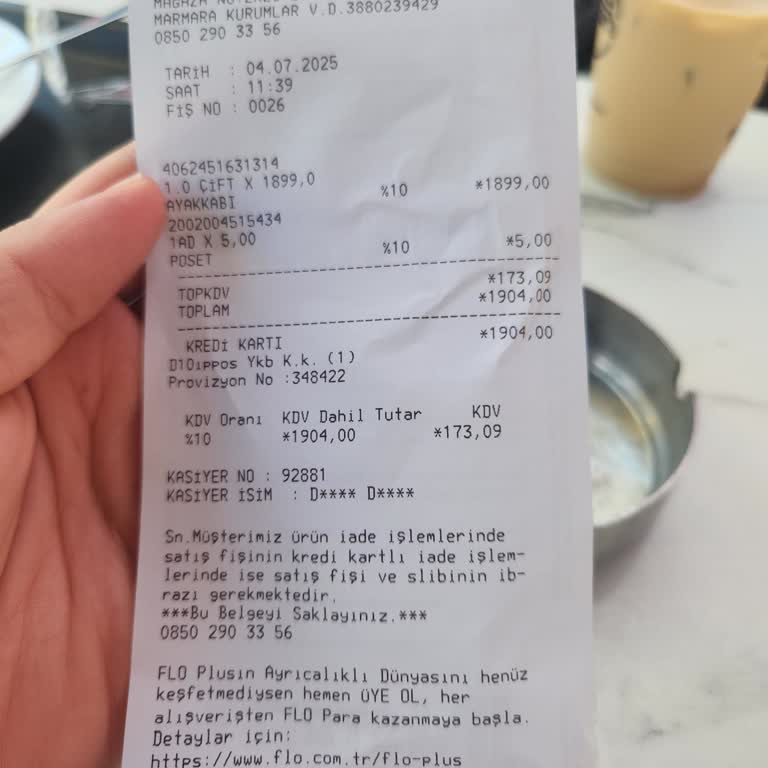 MARMARA KURUMLAR V.D.3880239429
0850 290 33 56
TARİH : 04.07.2025
SAAT : 11:39
FİŞ NO : 0026
4062451631314
1.0 ÇİFT X 1899,0 %10 *1899,00
AYAKKABI
2002004515434
1AD X 5,00 %10 *5,00
POSET
TOPKDV *173,09
TOPLAM *1904,00
KREDİ KARTI *1904,00
D10ıppos Ykb K.k. (1)
Provizyon No :348422
KDV Oranı KDV Dahil Tutar KDV
%10 *1904,00 *173,09
KASİYER NO : 92881
KASİYER İSİM : D**** D****
Sn.Müşterimiz ürün iade işlemlerinde
satış fişinin kredi kartlı iade işlem-
lerinde ise satış fişi ve slibinin ib-
razı gerekmektedir.
***Bu Belgeyi Saklayınız.***
0850 290 33 56
FLO Plusın Ayrıcalıklı Dünyasını henüz
keşfetmediysen hemen ÜYE OL, her
alışverişten FLO Para kazanmaya başla.
Detaylar için:
https://www.flo.com.tr/flo-plus